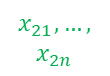 x₂₁, … ,
x₂ₙ